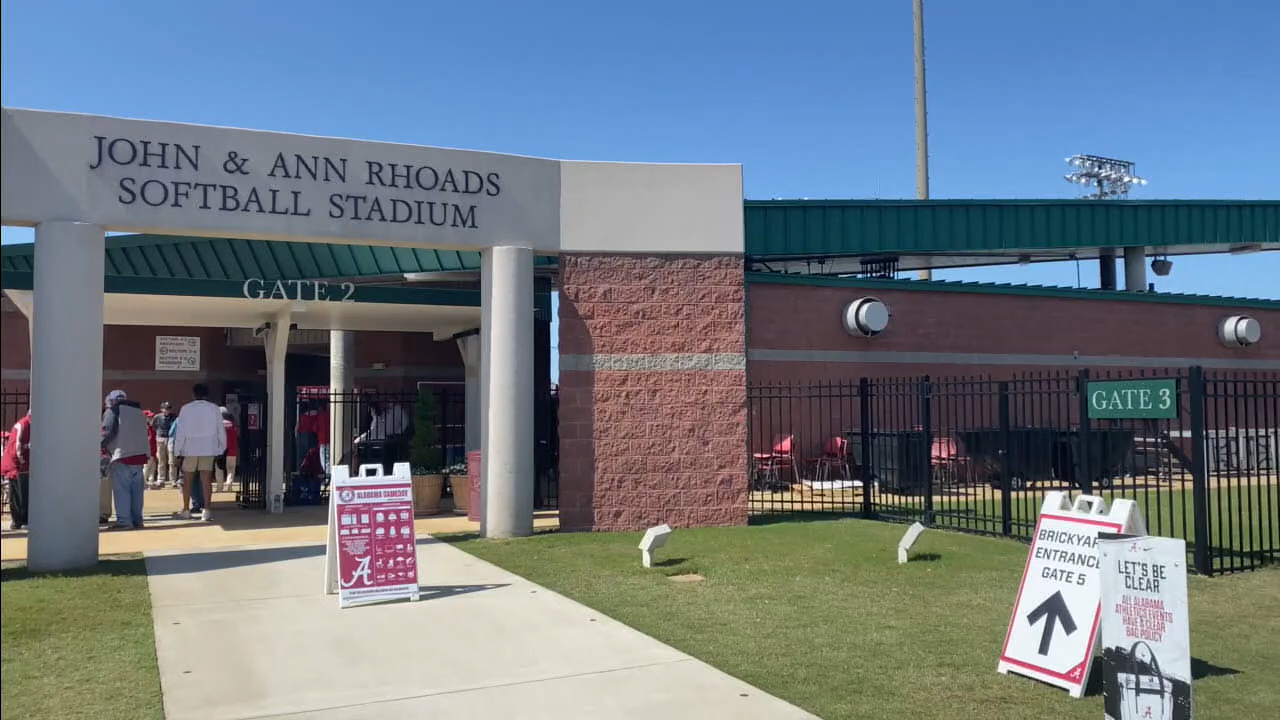 JOHN & ANN RHOADS
SOFTBALL STADIUM
GATE 2
GATE 3
ALABAMA GAMEDAY
A
BRICKYAR
ENTRANCE
GATE 5
LET'S BE
CLEAR
ALL ALABAMA
ATHLETICS EVENTS
HAVE A CLEAR
BAG POLICY